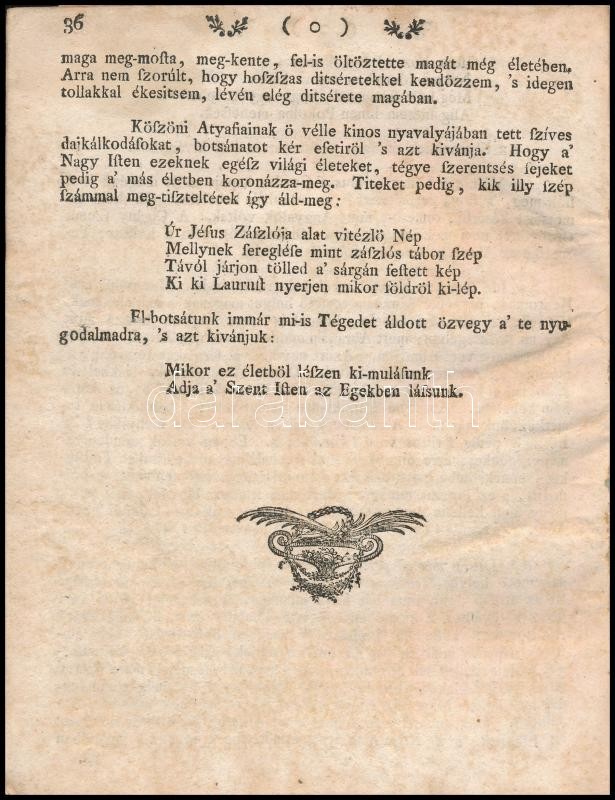 36 ( o )
maga meg-moſta, meg-kente, fel-is öltöztette magát még életében.
Arra nem ſzorúlt, hogy hoſzſzas ditséretekkel kendözzem, 's idegen
tollakkal ékesitsem, lévén elég ditsérete magában.
Köſzöni Atyafiainak ö vélle kinos nyavalyájában tett ſzíves
dajkálkodáſokat, botsánatot kér eſetiröl 's azt kivánja. Hogy a'
Nagy Iſten ezeknek egéſz világi életeket, tégye ſzerentsés fejeket
pedig a' más életben koronázza-meg. Titeket pedig, kik illy ſzép
ſzámmal meg-tiſzteltétek így áld-meg:
Úr Jéſus Zászlója alat vitézlö Nép
Mellynek ſeregléſe mint zászlós tábor ſzép
Távól járjon tölled a' sárgán feſtett kép
Ki ki Lauruſt nyerjen mikor földröl ki-lép.
El-botsátunk immár mi-is Tégedet áldott özvegy a' te nyu-
godalmadra, 's azt kivánjuk:
Mikor ez életböl léſzen ki-muláſunk
Adja a' Szent Iſten az Egekben láſsunk.
darabanth